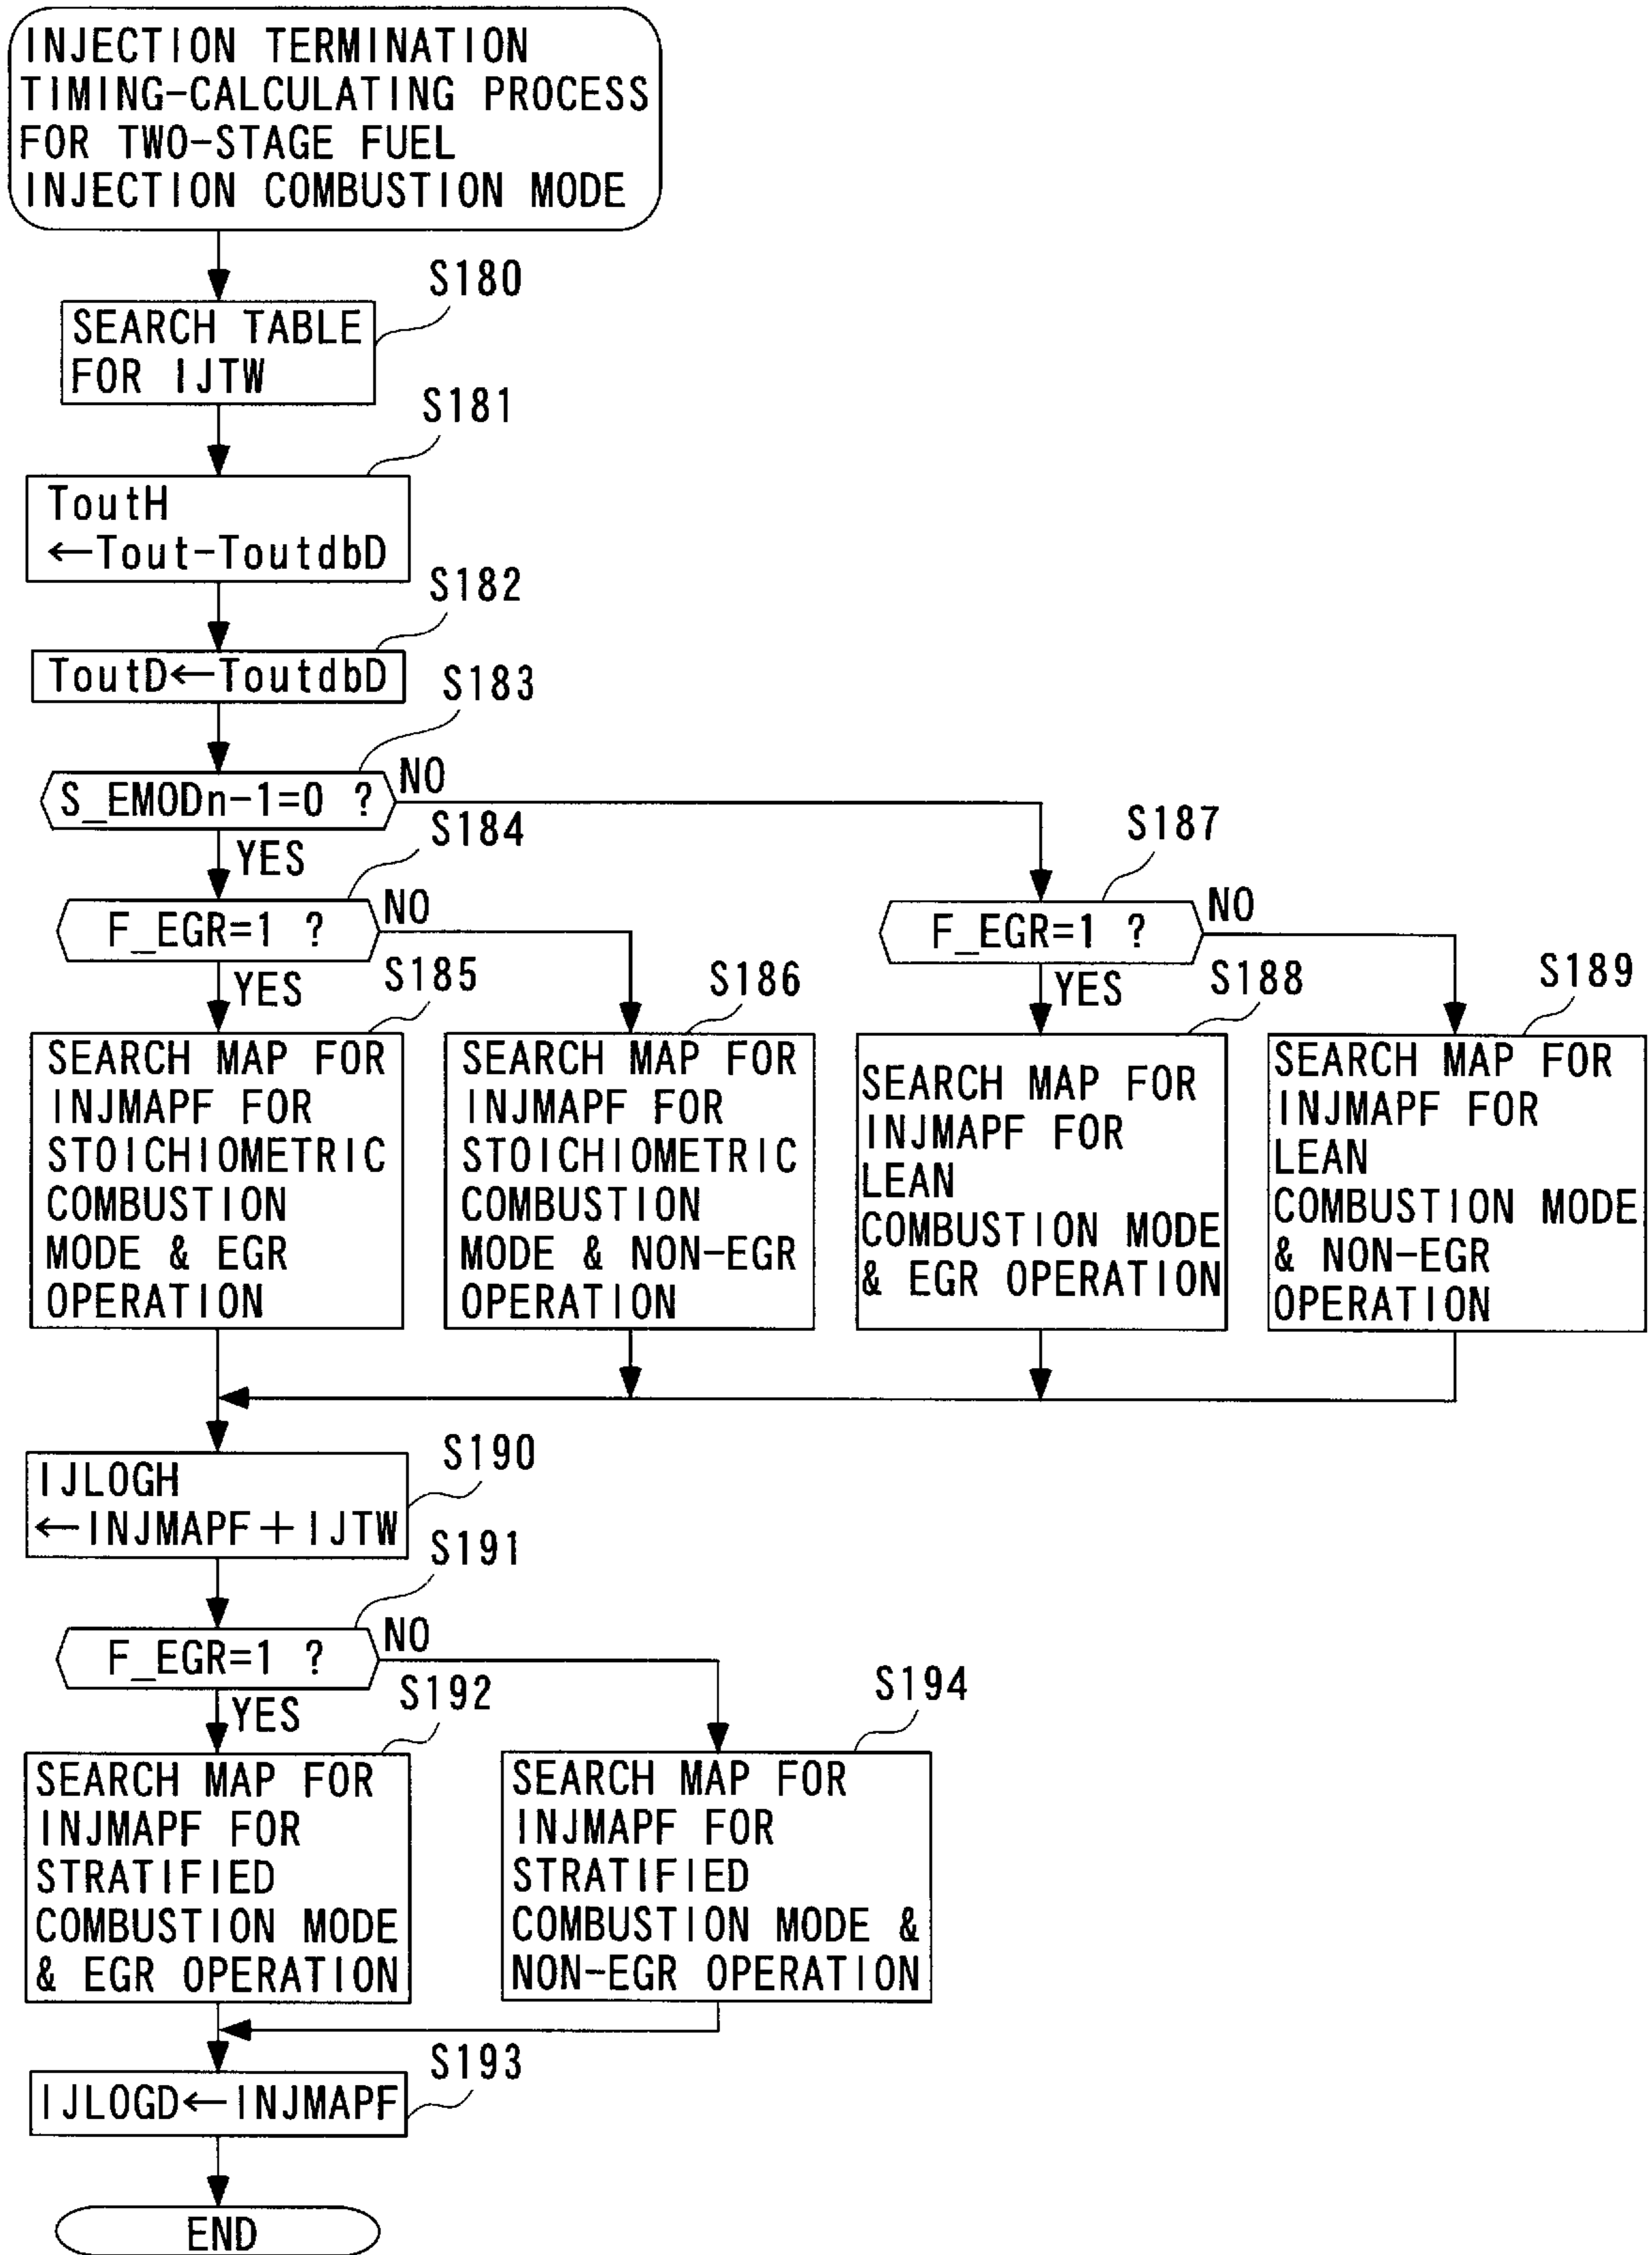 INJECTION TERMINATION
TIMING-CALCULATING PROCESS
FOR TWO-STAGE FUEL
INJECTION COMBUSTION MODE
S180
SEARCH TABLE
FOR IJTW
S181
ToutH
←Tout-ToutdbD
S182
ToutD←ToutdbD
S183
S_EMODn-1=0 ?
NO
YES
S184
F_EGR=1 ?
NO
YES
S187
F_EGR=1 ?
NO
YES
S185
SEARCH MAP FOR
INJMAPF FOR
STOICHIOMETRIC
COMBUSTION
MODE & EGR
OPERATION
S186
SEARCH MAP FOR
INJMAPF FOR
STOICHIOMETRIC
COMBUSTION
MODE & NON-EGR
OPERATION
S188
SEARCH MAP FOR
INJMAPF FOR
LEAN
COMBUSTION MODE
& EGR OPERATION
S189
SEARCH MAP FOR
INJMAPF FOR
LEAN
COMBUSTION MODE
& NON-EGR
OPERATION
S190
IJLOGH
←INJMAPF+IJTW
S191
F_EGR=1 ?
NO
YES
S192
SEARCH MAP FOR
INJMAPF FOR
STRATIFIED
COMBUSTION MODE
& EGR OPERATION
S194
SEARCH MAP FOR
INJMAPF FOR
STRATIFIED
COMBUSTION MODE &
NON-EGR OPERATION
S193
IJLOGD←INJMAPF
END